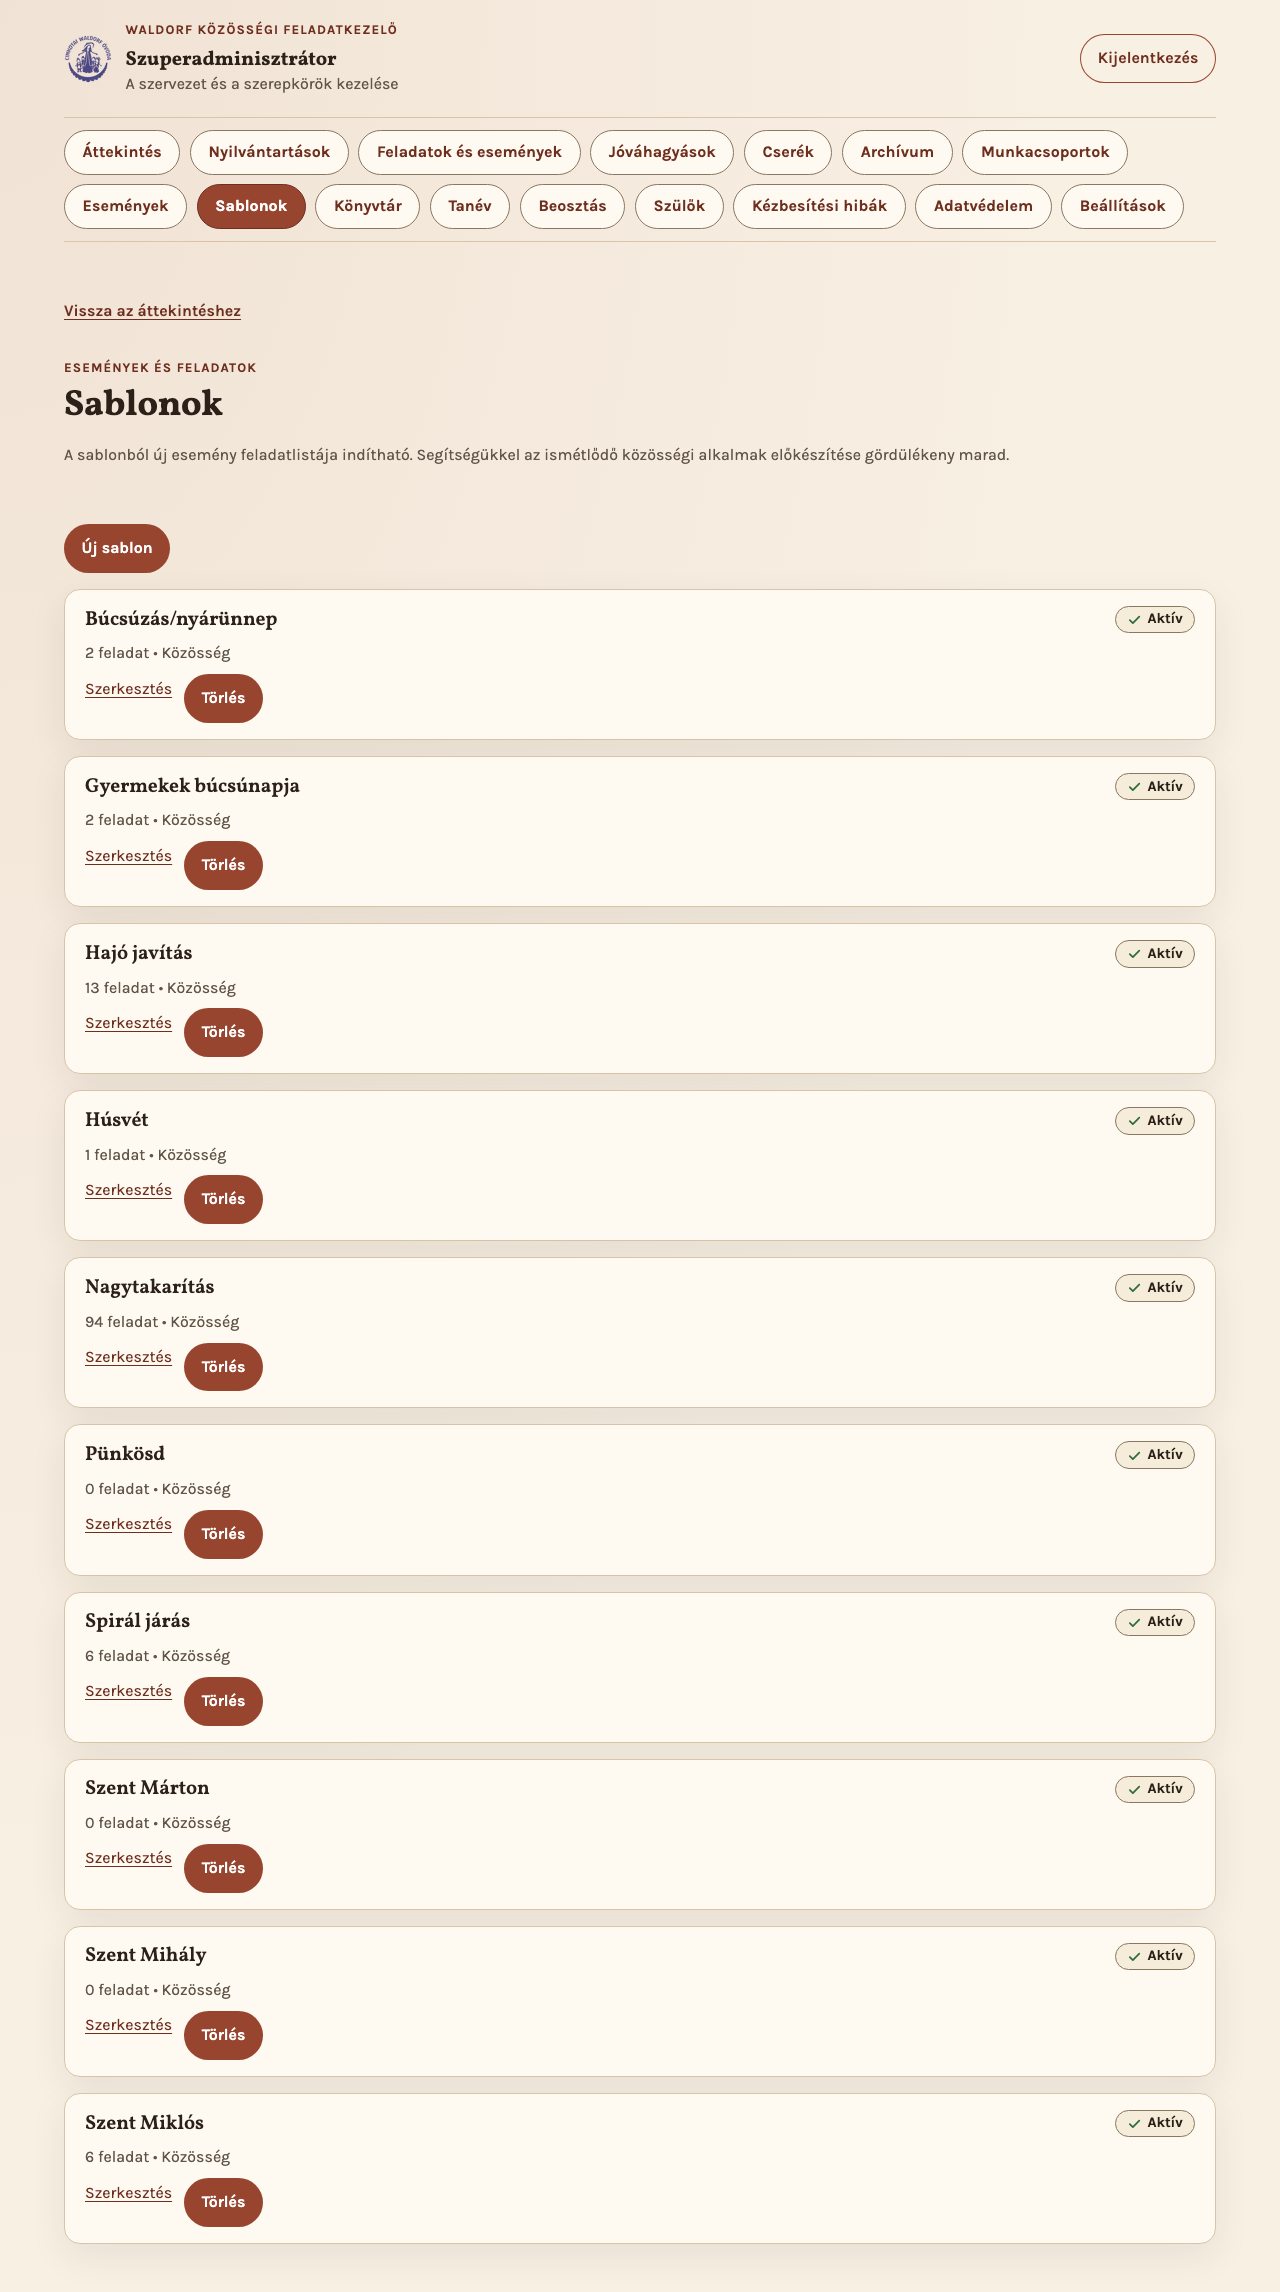 WALDORF KÖZÖSSÉGI FELADATKEZELŐ
Szuperadminisztrátor
A szervezet és a szerepkörök kezelése
Kijelentkezés
Áttekintés
Nyilvántartások
Feladatok és események
Jóváhagyások
Cserék
Archívum
Munkacsoportok
Események
Sablonok
Könyvtár
Tanév
Beosztás
Szülők
Kézbesítési hibák
Adatvédelem
Beállítások
Vissza az áttekintéshez
ESEMÉNYEK ÉS FELADATOK
Sablonok
A sablonból új esemény feladatlistája indítható. Segítségükkel az ismétlődő közösségi alkalmak előkészítése gördülékeny marad.
Új sablon
Búcsúzás/nyárünnep
Aktív
2 feladat • Közösség
Szerkesztés
Törlés
Gyermekek búcsúnapja
Aktív
2 feladat • Közösség
Szerkesztés
Törlés
Hajó javítás
Aktív
13 feladat • Közösség
Szerkesztés
Törlés
Húsvét
Aktív
1 feladat • Közösség
Szerkesztés
Törlés
Nagytakarítás
Aktív
94 feladat • Közösség
Szerkesztés
Törlés
Pünkösd
Aktív
0 feladat • Közösség
Szerkesztés
Törlés
Spirál járás
Aktív
6 feladat • Közösség
Szerkesztés
Törlés
Szent Márton
Aktív
0 feladat • Közösség
Szerkesztés
Törlés
Szent Mihály
Aktív
0 feladat • Közösség
Szerkesztés
Törlés
Szent Miklós
Aktív
6 feladat • Közösség
Szerkesztés
Törlés